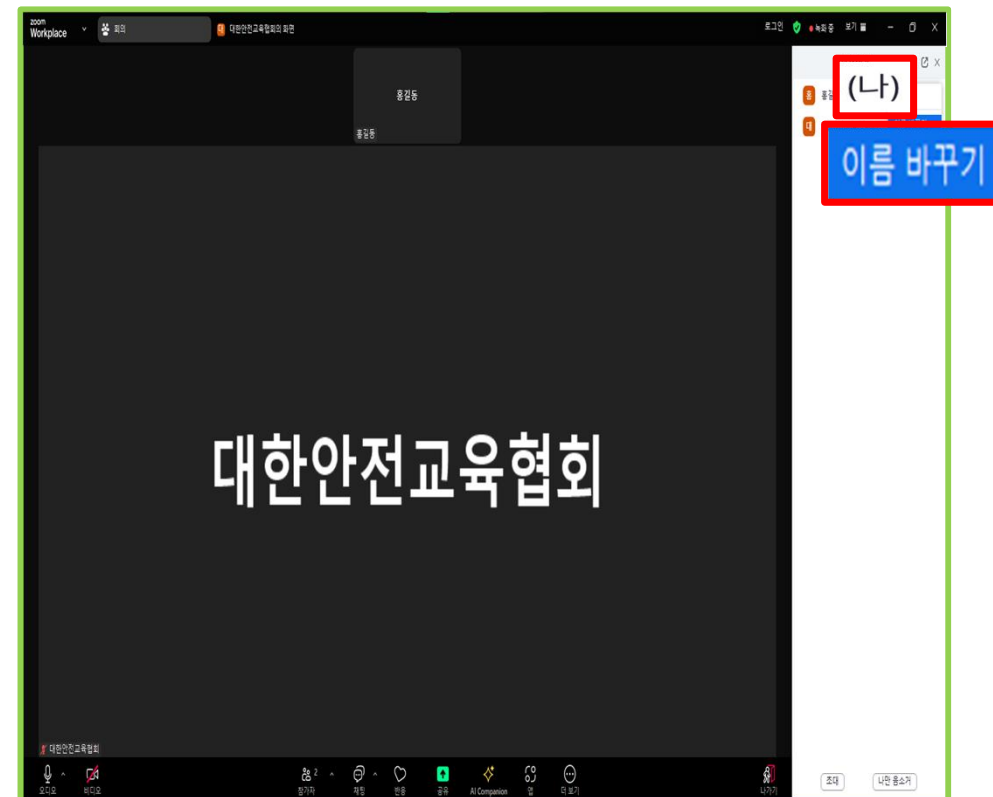 zoom
Workplace
회의
대 대한안전교육협회의 화면
로그인
녹화 중
보기
홍길동
홍길동
홍
(나)
대
이름 바꾸기
대한안전교육협회
대한안전교육협회
오디오
비디오
2
참가자
채팅
반응
공유
AI Companion
앱
더 보기
나가기
초대
나만 음소거